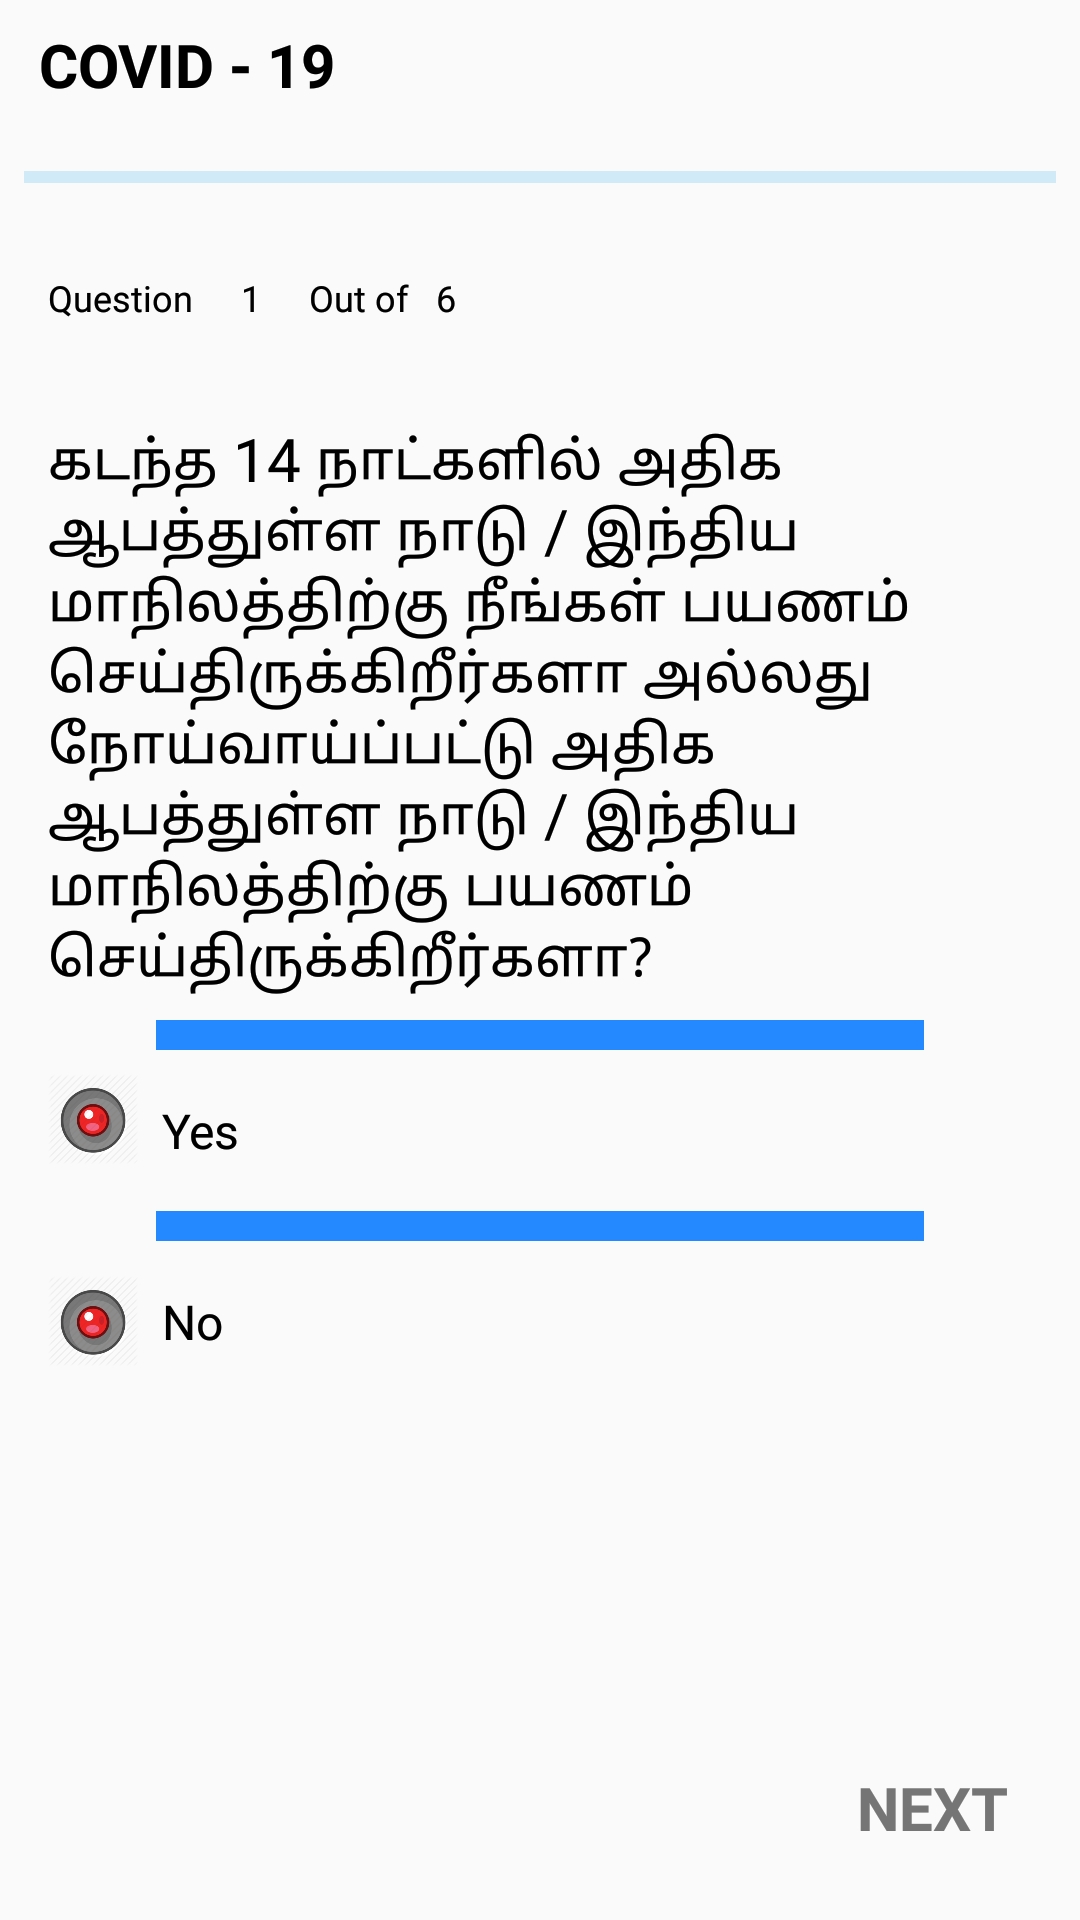 COVID - 19
Question 1 Out of 6
கடந்த 14 நாட்களில் அதிக
ஆபத்துள்ள நாடு / இந்திய
மாநிலத்திற்கு நீங்கள் பயணம்
செய்திருக்கிறீர்களா அல்லது
நோய்வாய்ப்பட்டு அதிக
ஆபத்துள்ள நாடு / இந்திய
மாநிலத்திற்கு பயணம்
செய்திருக்கிறீர்களா?
Yes
No
NEXT